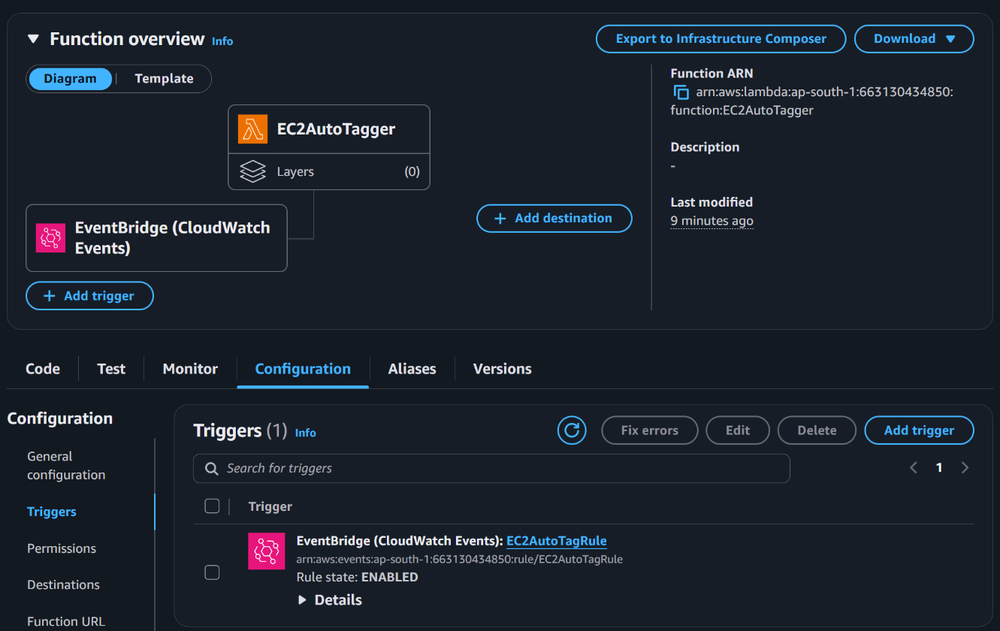 Function overview Info
Export to Infrastructure Composer
Download
Diagram
Template
EC2AutoTagger
Layers
(0)
EventBridge (CloudWatch
Events)
+ Add trigger
+ Add destination
Function ARN
arn:aws:lambda:ap-south-1:663130434850:
function:EC2AutoTagger
Description
-
Last modified
9 minutes ago
Code
Test
Monitor
Configuration
Aliases
Versions
Configuration
General
configuration
Triggers
Permissions
Destinations
Function URL
Triggers (1) Info
Fix errors
Edit
Delete
Add trigger
Search for triggers
1
Trigger
EventBridge (CloudWatch Events): EC2AutoTagRule
arn:aws:events:ap-south-1:663130434850:rule/EC2AutoTagRule
Rule state: ENABLED
Details